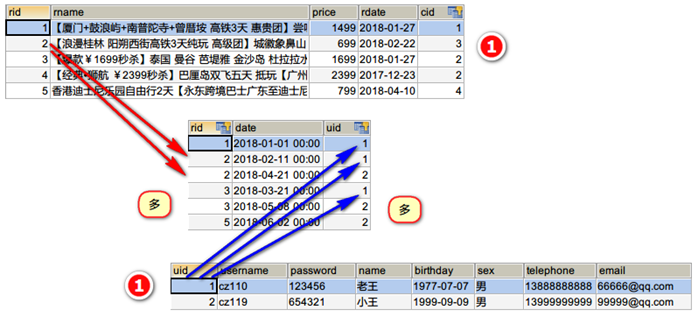 rid rname price rdate cid
1 【厦门+鼓浪屿+南普陀寺+曾厝垵 高铁3天 惠贵团】尝 1499 2018-01-27 1
2 【浪漫桂林 阳朔西街高铁3天纯玩 高级团】城徽象鼻山 699 2018-02-22 3
3 款¥1699秒杀】泰国 曼谷 芭堤雅 金沙岛 杜拉拉水 1699 2018-01-27 2
4 【经典•狮航 ¥2399秒杀】巴厘岛双飞五天 抵玩【广州 2399 2017-12-23 2
5 香港迪士尼乐园自由行2天【永东跨境巴士广东至迪士尼 799 2018-04-10 4
1
rid date uid
1 2018-01-01 00:00 1
2 2018-02-11 00:00 1
2 2018-04-21 00:00 2
3 2018-03-21 00:00 1
3 2018-05-08 00:00 2
5 2018-06-02 00:00 2
多
多
uid username password name birthday sex telephone email
1 cz110 123456 老王 1977-07-07 男 13888888888 66666@qq.com
2 cz119 654321 小王 1999-09-09 男 13999999999 99999@qq.com
1